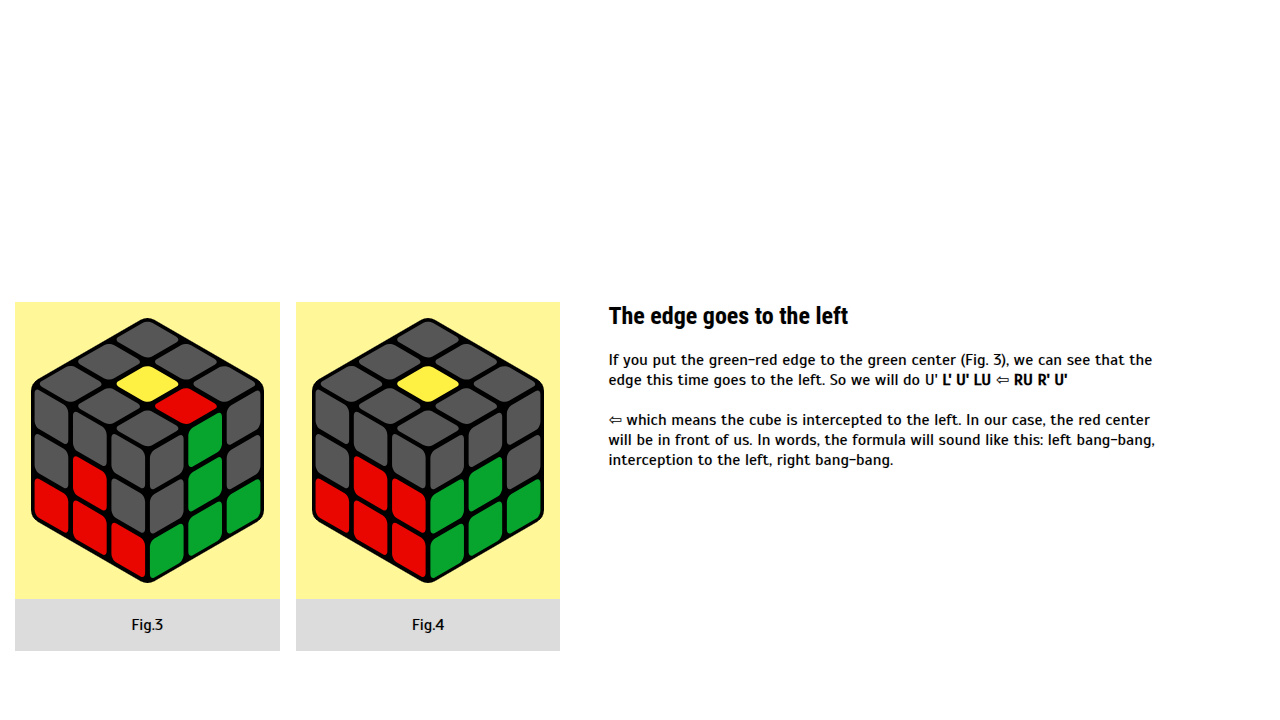 The edge goes to the left
If you put the green-red edge to the green center (Fig. 3), we can see that the
edge this time goes to the left. So we will do U' L' U' LU ⇦ RU R' U'
⇦ which means the cube is intercepted to the left. In our case, the red center
will be in front of us. In words, the formula will sound like this: left bang-bang,
interception to the left, right bang-bang.
Fig.3
Fig.4